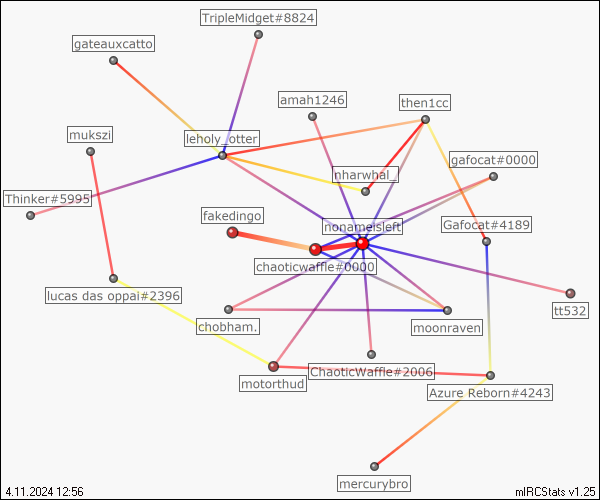 TripleMidget#8824
gateauxcatto
amah1246
then1cc
mukszi
leholy_otter
gafocat#0000
nharwhal_
Thinker#5995
fakedingo
nonameisleft
Gafocat#4189
chaoticwaffle#0000
lucas das oppai#2396
tt532
chobham.
moonraven
ChaoticWaffle#2006
motorthud
Azure Reborn#4243
mercurybro
4.11.2024 12:56
mIRCStats v1.25